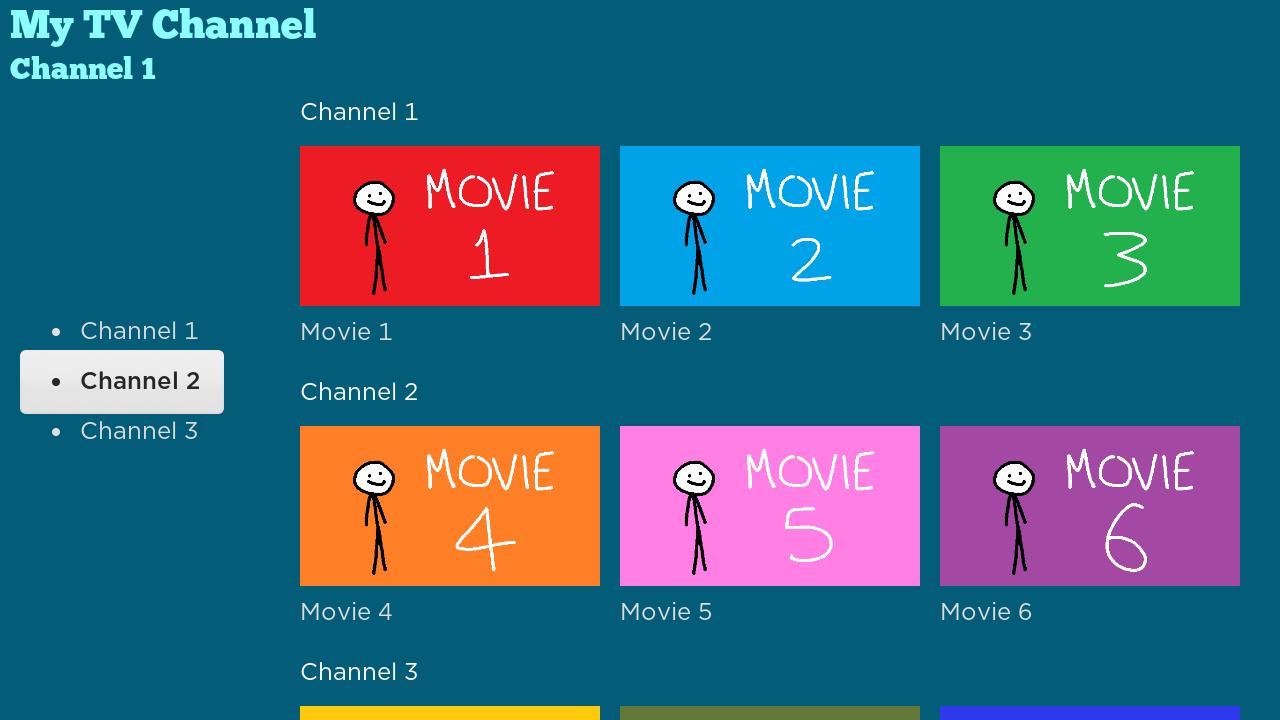 My TV Channel
Channel 1
Channel 1
MOVIE 1
MOVIE 2
MOVIE 3
Movie 1
Movie 2
Movie 3
• Channel 1
• Channel 2
• Channel 3
Channel 2
MOVIE 4
MOVIE 5
MOVIE 6
Movie 4
Movie 5
Movie 6
Channel 3